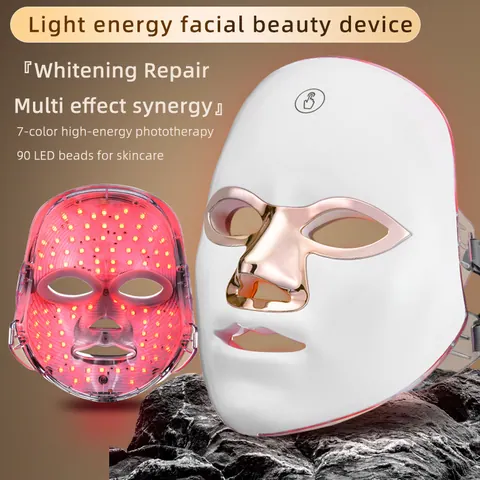 Light energy facial beauty device
『Whitening Repair
Multi effect synergy』
7-color high-energy phototherapy
90 LED beads for skincare